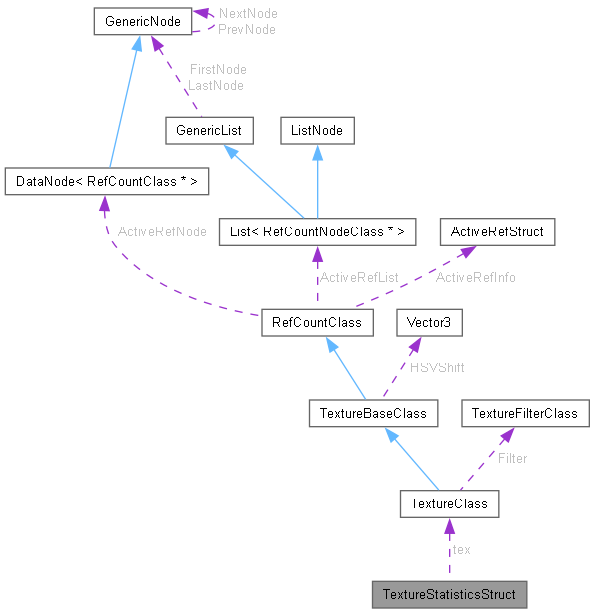 GenericNode
NextNode
PrevNode
FirstNode
LastNode
GenericList
ListNode
DataNode< RefCountClass * >
List< RefCountNodeClass * >
ActiveRefStruct
ActiveRefNode
ActiveRefList
ActiveRefInfo
RefCountClass
Vector3
HSVShift
TextureBaseClass
TextureFilterClass
Filter
TextureClass
tex
TextureStatisticsStruct